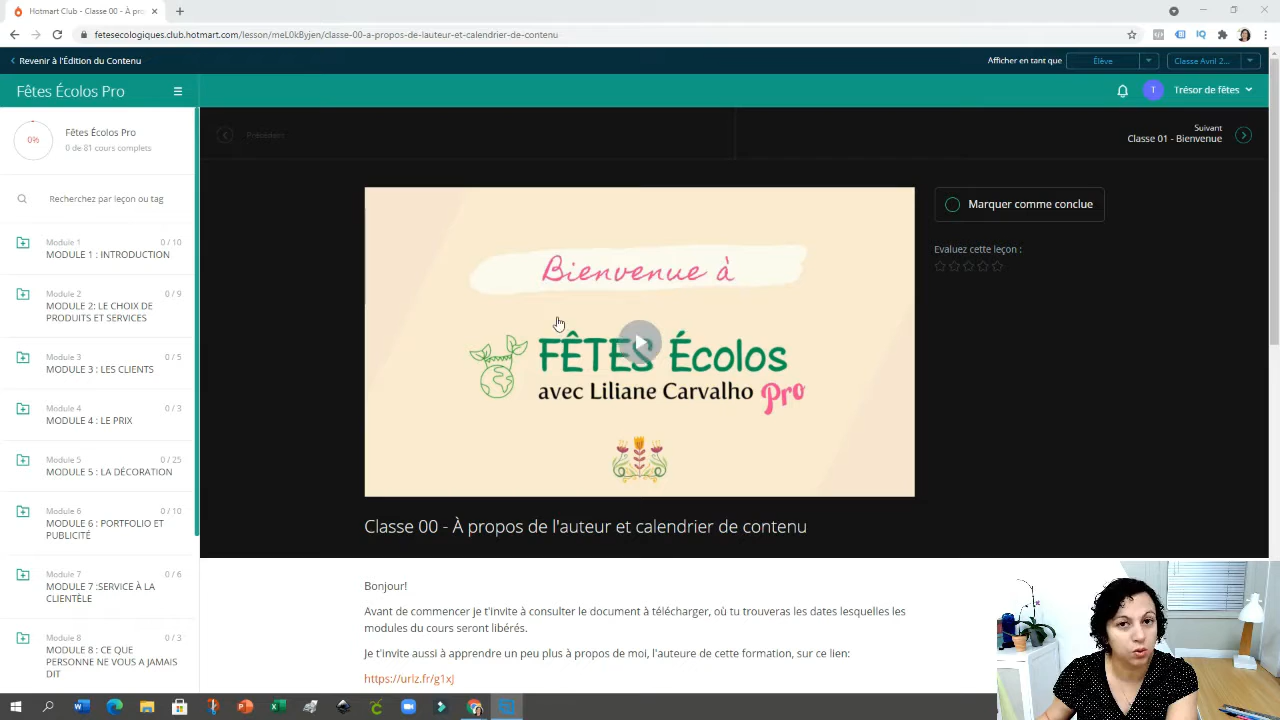 Hotmart Club - Classe 00 - À pro
fetesecologiques.club.hotmart.com/lesson/meL0kByjen/classe-00-a-propos-de-lauteur-et-calendrier-de-contenu
Revenir à l'Édition du Contenu
Afficher en tant que
Élève
Classe Avril 2...
Fêtes Écolos Pro
T
Trésor de fêtes
0%
Fêtes Écolos Pro
0 de 81 cours complets
Précédent
Suivant
Classe 01 - Bienvenue
Recherchez par leçon ou tag
Module 1
0 / 10
MODULE 1 : INTRODUCTION
Module 2
0 / 9
MODULE 2: LE CHOIX DE
PRODUITS ET SERVICES
Module 3
0 / 5
MODULE 3 : LES CLIENTS
Module 4
0 / 3
MODULE 4 : LE PRIX
Module 5
0 / 25
MODULE 5 : LA DÉCORATION
Module 6
0 / 10
MODULE 6 : PORTFOLIO ET
PUBLICITÉ
Module 7
0 / 6
MODULE 7 :SERVICE À LA
CLIENTÈLE
Module 8
0 / 3
MODULE 8 : CE QUE
PERSONNE NE VOUS A JAMAIS
DIT
Bienvenue à
FÊTES Écolos
avec Liliane Carvalho Pro
Marquer comme conclue
Evaluez cette leçon :
Classe 00 - À propos de l'auteur et calendrier de contenu
Bonjour!
Avant de commencer je t'invite à consulter le document à télécharger, où tu trouveras les dates lesquelles les
modules du cours seront libérés.
Je t'invite aussi à apprendre un peu plus à propos de moi, l'auteure de cette formation, sur ce lien:
https://urlz.fr/g1xJ